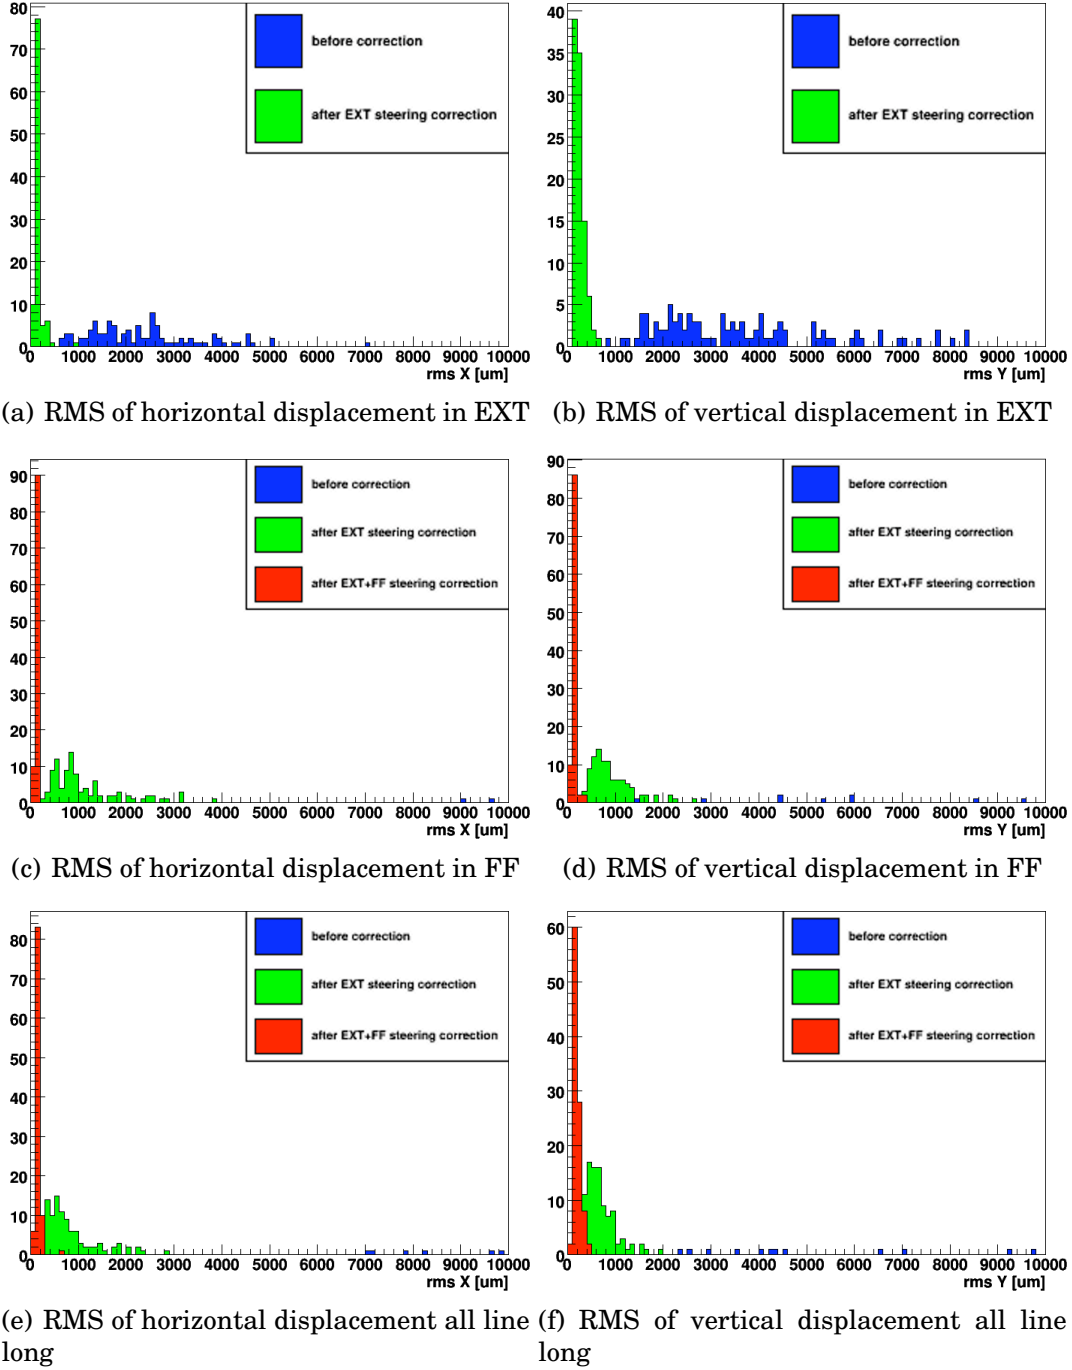 80
70
60
50
40
30
20
10
0
before correction
after EXT steering correction
0 1000 2000 3000 4000 5000 6000 7000 8000 9000 10000
rms X [um]
(a) RMS of horizontal displacement in EXT
40
35
30
25
20
15
10
5
0
before correction
after EXT steering correction
0 1000 2000 3000 4000 5000 6000 7000 8000 9000 10000
rms Y [um]
(b) RMS of vertical displacement in EXT
90
80
70
60
50
40
30
20
10
0
before correction
after EXT steering correction
after EXT+FF steering correction
0 1000 2000 3000 4000 5000 6000 7000 8000 9000 10000
rms X [um]
(c) RMS of horizontal displacement in FF
90
80
70
60
50
40
30
20
10
0
before correction
after EXT steering correction
after EXT+FF steering correction
0 1000 2000 3000 4000 5000 6000 7000 8000 9000 10000
rms Y [um]
(d) RMS of vertical displacement in FF
80
70
60
50
40
30
20
10
0
before correction
after EXT steering correction
after EXT+FF steering correction
0 1000 2000 3000 4000 5000 6000 7000 8000 9000 10000
rms X [um]
(e) RMS of horizontal displacement all line
long
60
50
40
30
20
10
0
before correction
after EXT steering correction
after EXT+FF steering correction
0 1000 2000 3000 4000 5000 6000 7000 8000 9000 10000
rms Y [um]
(f) RMS of vertical displacement all line
long